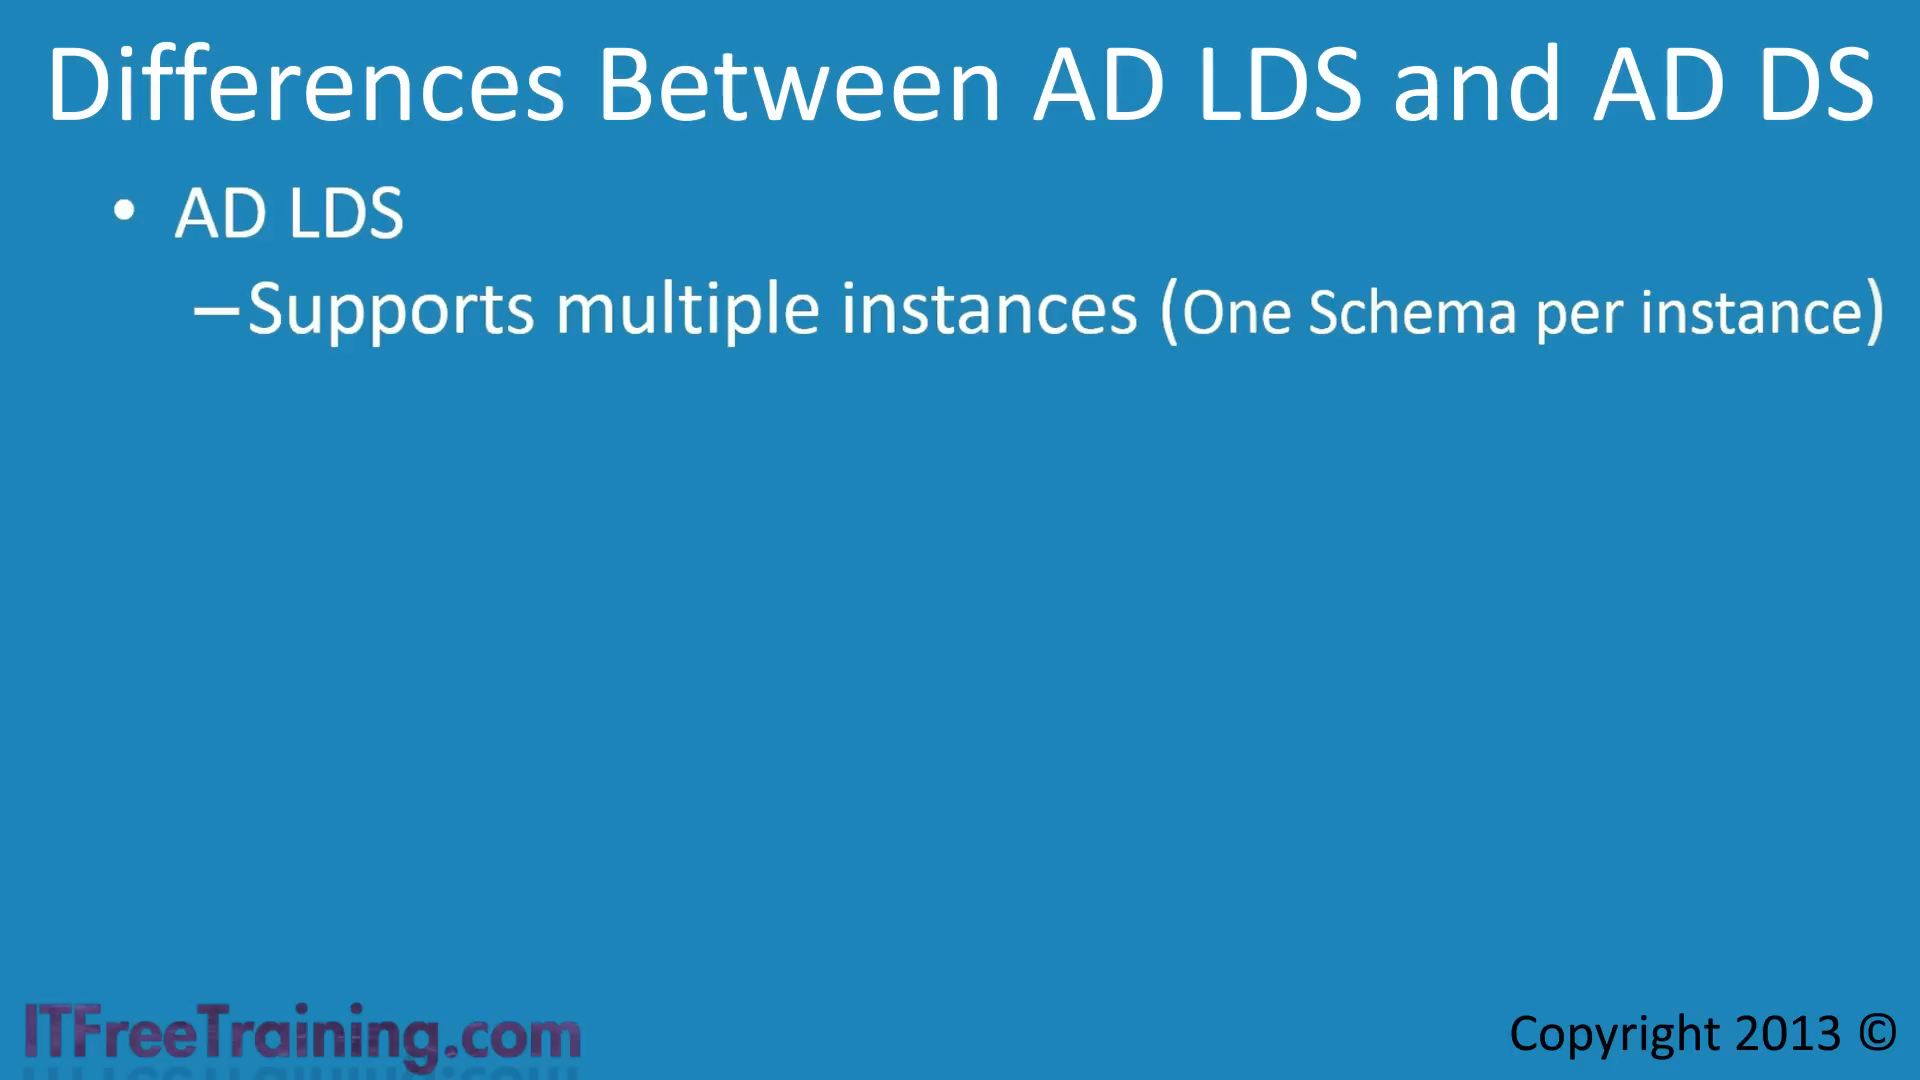 Differences Between AD LDS and AD DS
• AD LDS
–Supports multiple instances (One Schema per instance)
ITFreeTraining.com
Copyright 2013 ©